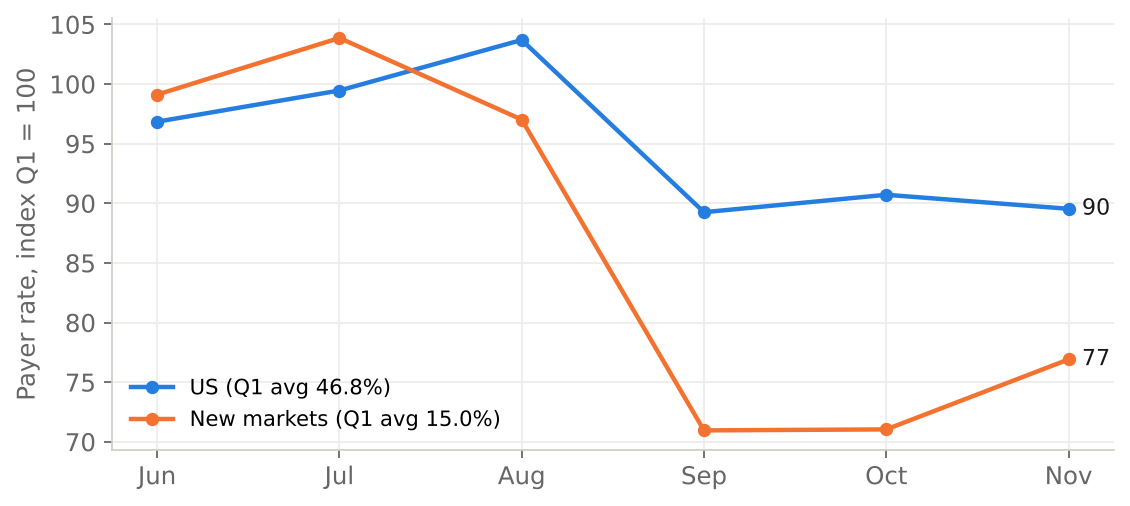 Payer rate, index Q1 = 100
105
100
95
90
85
80
75
70
90
77
US (Q1 avg 46.8%)
New markets (Q1 avg 15.0%)
Jun Jul Aug Sep Oct Nov